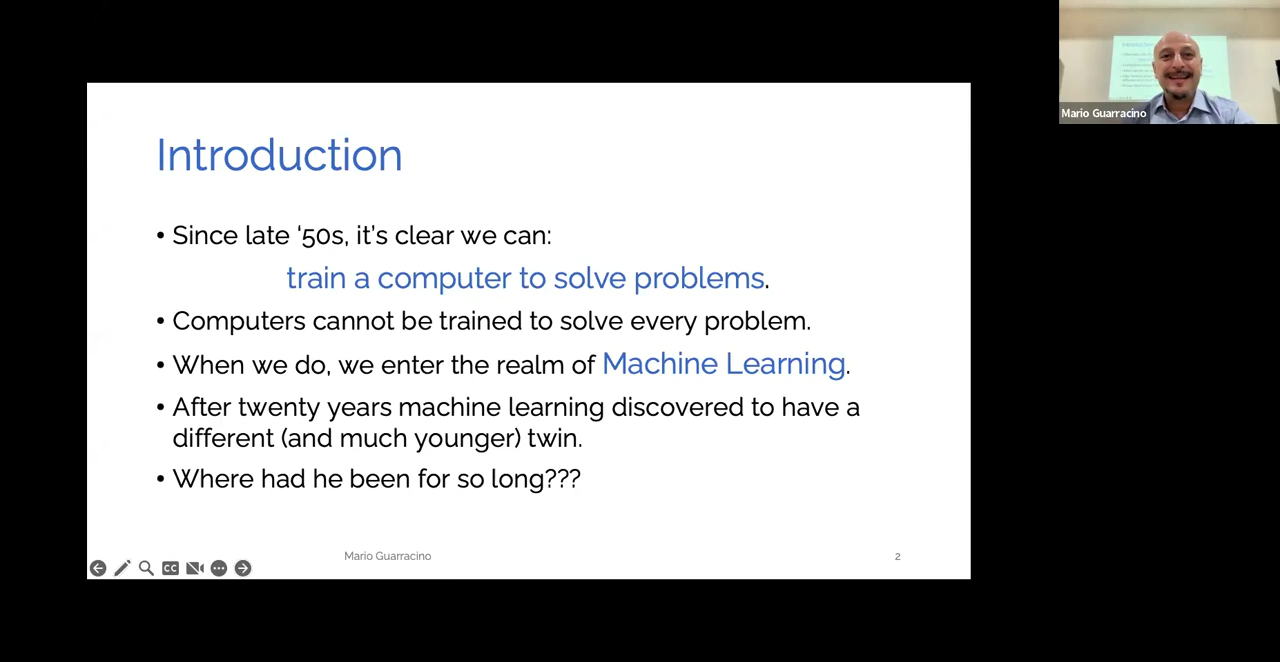 Mario Guarracino
Introduction
• Since late ‘50s, it’s clear we can:
train a computer to solve problems.
• Computers cannot be trained to solve every problem.
• When we do, we enter the realm of Machine Learning.
• After twenty years machine learning discovered to have a
different (and much younger) twin.
• Where had he been for so long???
Mario Guarracino
2
CC